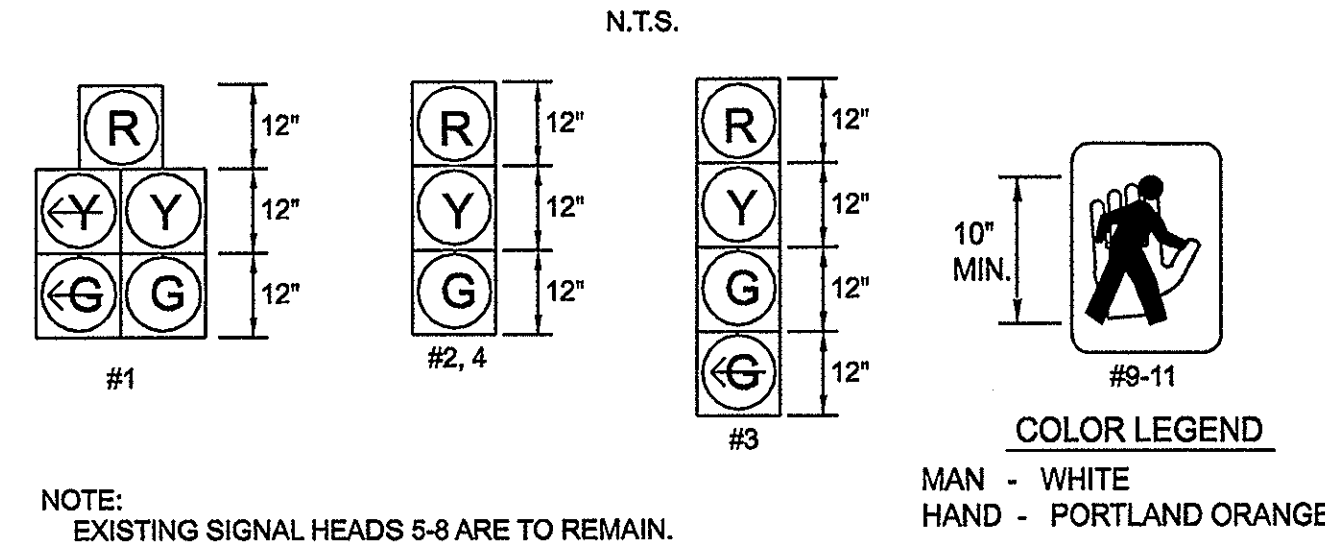 N.T.S.
R
12"
←Y Y
12"
←G G
12"
#1
R
12"
Y
12"
G
12"
#2, 4
R
12"
Y
12"
G
12"
←G
12"
#3
10"
MIN.
#9-11
COLOR LEGEND
MAN - WHITE
HAND - PORTLAND ORANGE
NOTE:
EXISTING SIGNAL HEADS 5-8 ARE TO REMAIN.